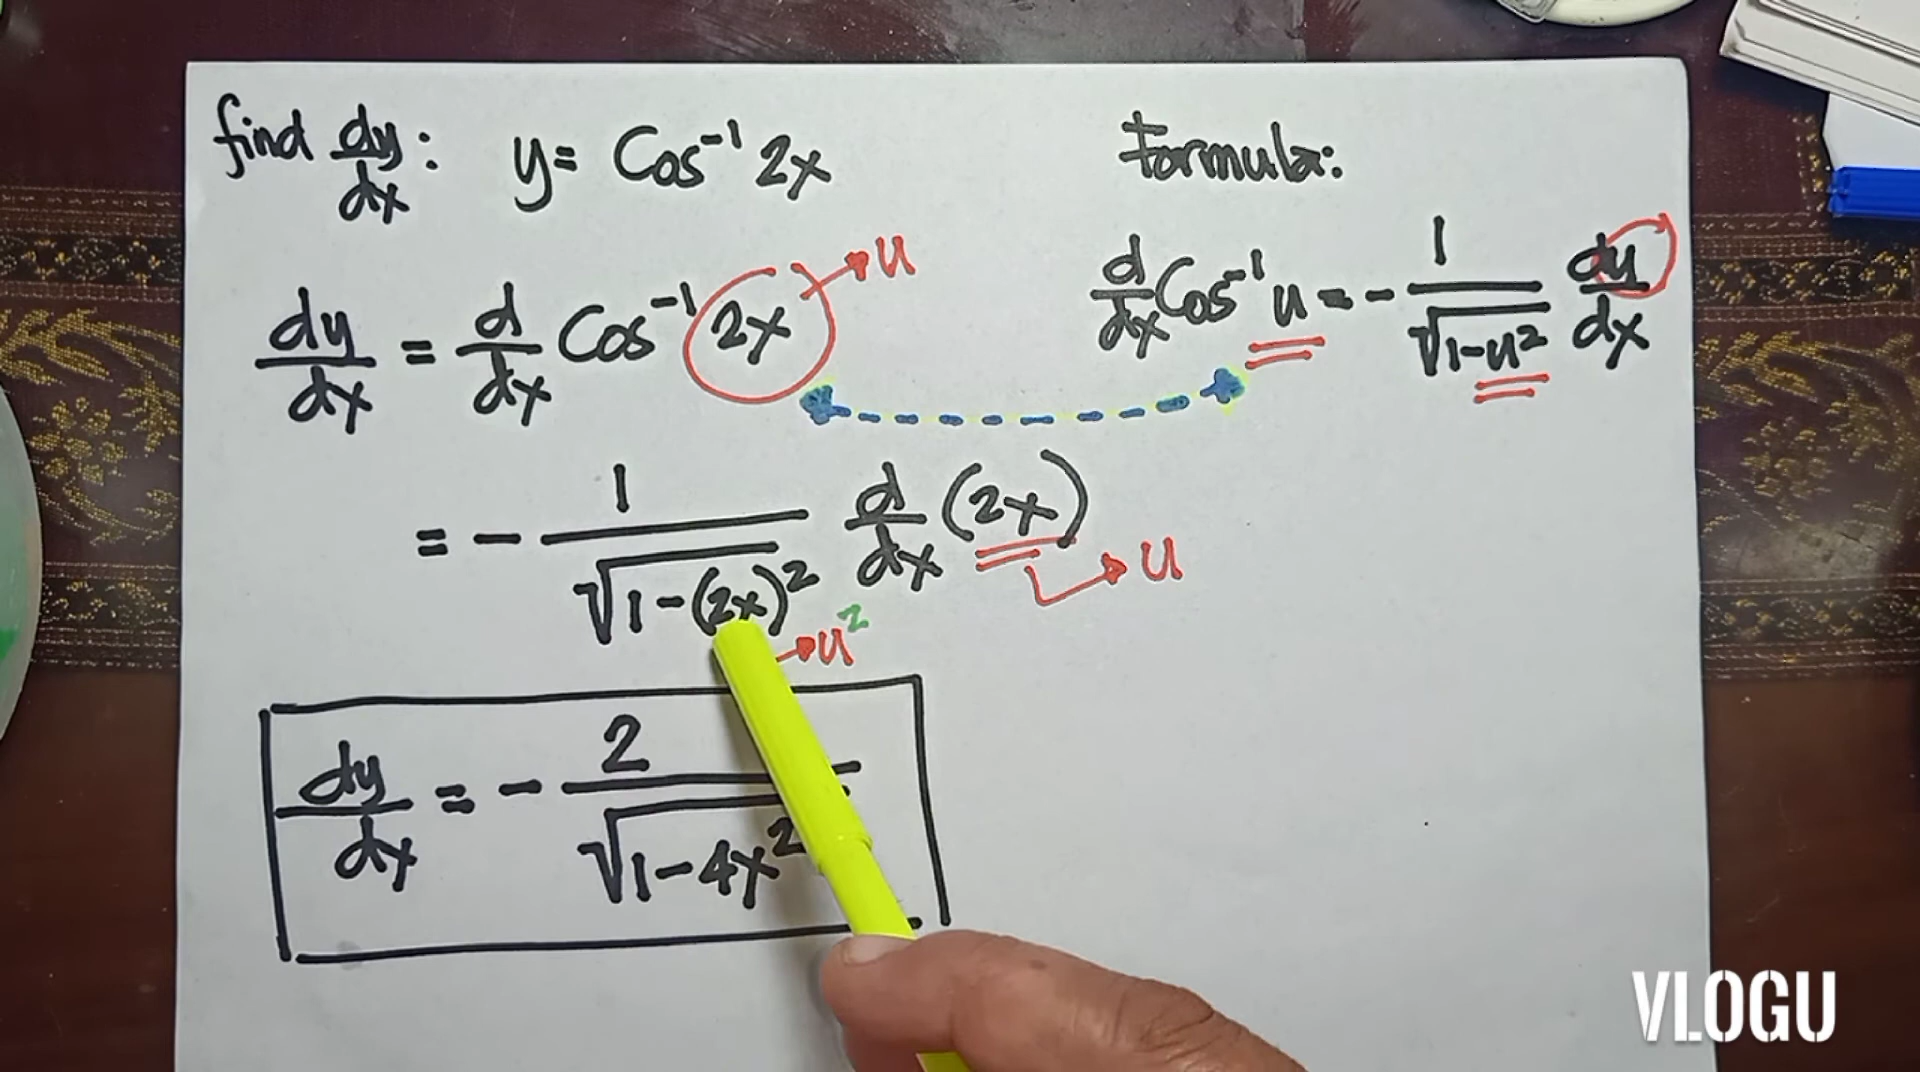 find dy/dx: y = Cos⁻¹ 2x
Formula:
d/dx Cos⁻¹ u = - 1/√1-u² du/dx
dy/dx = d/dx Cos⁻¹ 2x → u
= - 1/√1-(2x)² d/dx (2x) → u
→ u²
dy/dx = - 2/√1-4x²
VLOGU